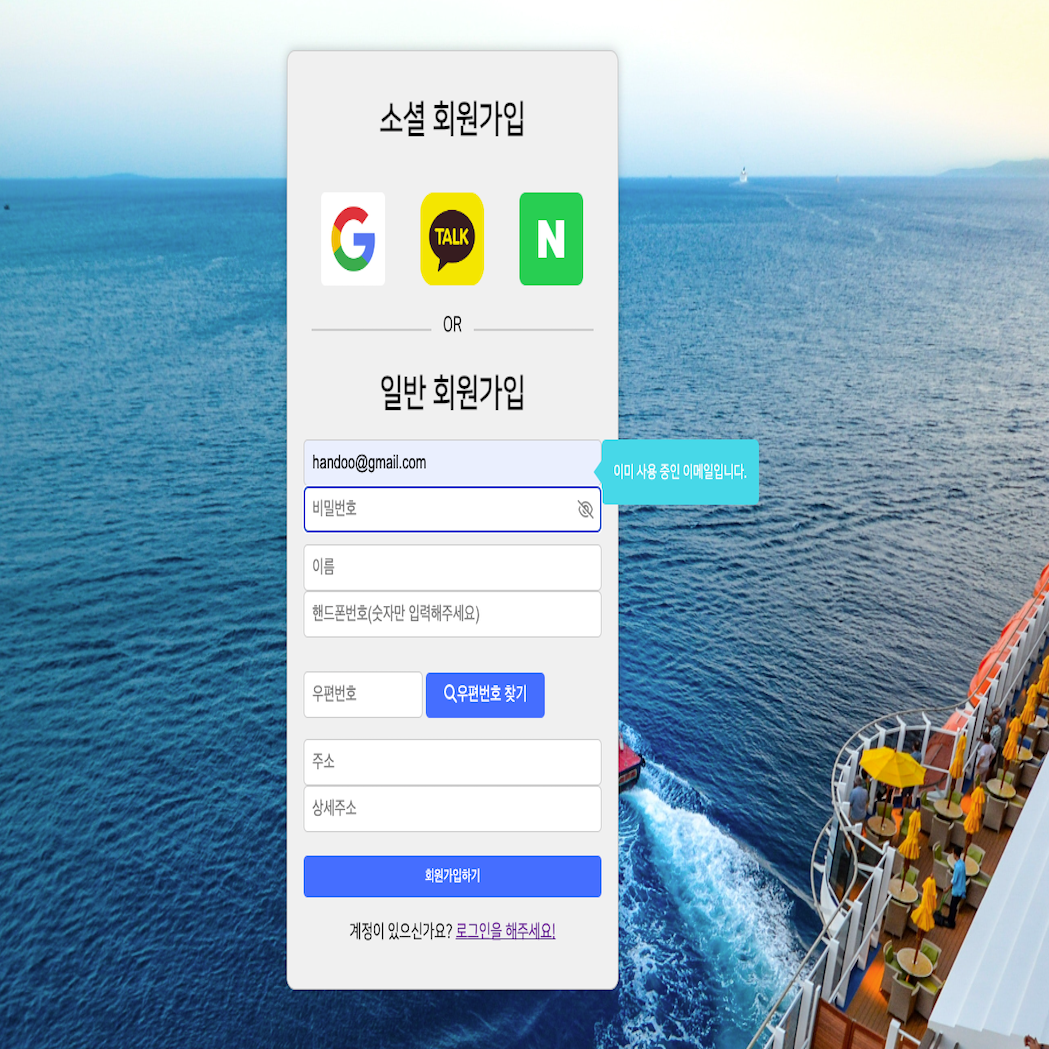 소셜 회원가입
TALK
N
OR
일반 회원가입
handoo@gmail.com
이미 사용 중인 이메일입니다.
비밀번호
이름
핸드폰번호(숫자만 입력해주세요)
우편번호
우편번호 찾기
주소
상세주소
회원가입하기
계정이 있으신가요? 로그인을 해주세요!